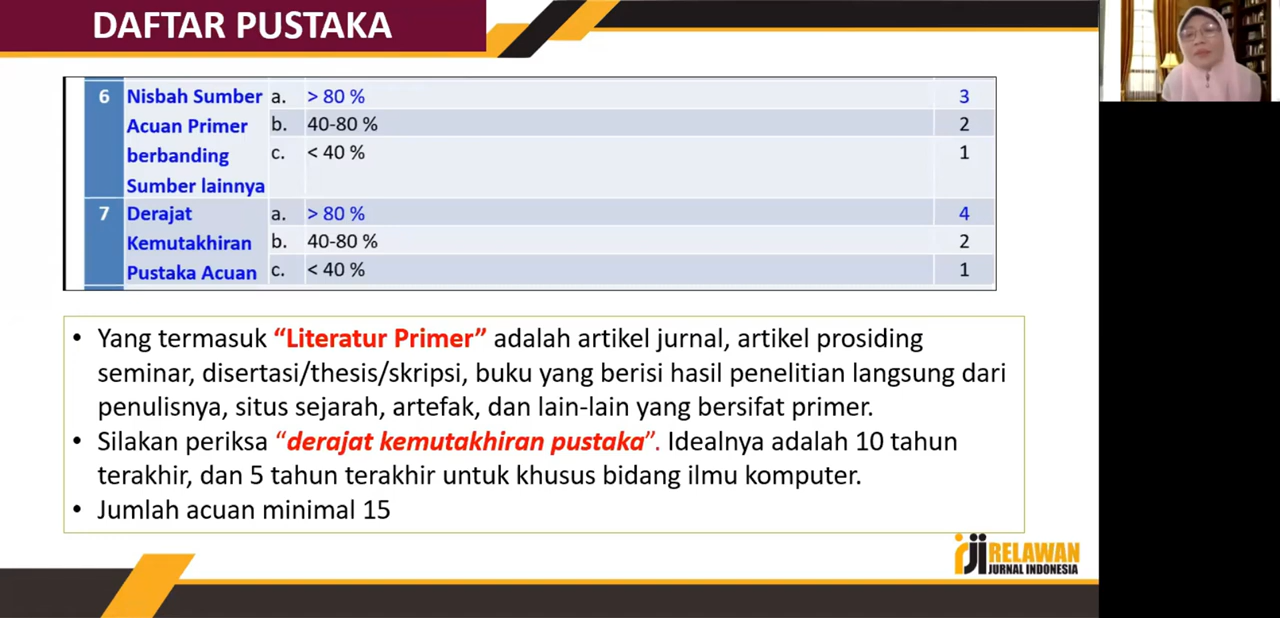 DAFTAR PUSTAKA
6 Nisbah Sumber a. > 80 % 3
Acuan Primer b. 40-80 % 2
berbanding c. < 40 % 1
Sumber lainnya
7 Derajat a. > 80 % 4
Kemutakhiran b. 40-80 % 2
Pustaka Acuan c. < 40 % 1
• Yang termasuk “Literatur Primer” adalah artikel jurnal, artikel prosiding
seminar, disertasi/thesis/skripsi, buku yang berisi hasil penelitian langsung dari
penulisnya, situs sejarah, artefak, dan lain-lain yang bersifat primer.
• Silakan periksa “derajat kemutakhiran pustaka”. Idealnya adalah 10 tahun
terakhir, dan 5 tahun terakhir untuk khusus bidang ilmu komputer.
• Jumlah acuan minimal 15
rji RELAWAN
JURNAL INDONESIA